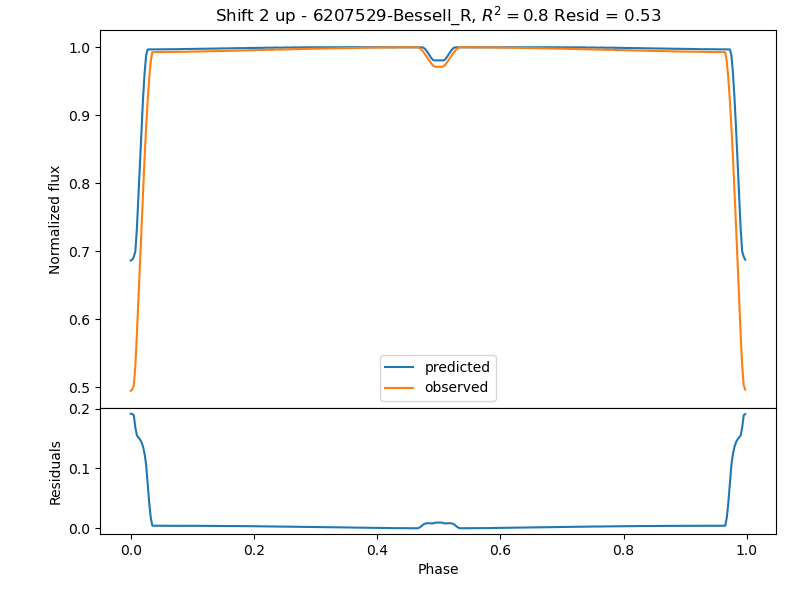 Shift 2 up - 6207529-Bessell_R, R² = 0.8 Resid = 0.53
Normalized flux
1.0
0.9
0.8
0.7
0.6
0.5
predicted
observed
Residuals
0.2
0.1
0.0
0.0 0.2 0.4 0.6 0.8 1.0
Phase